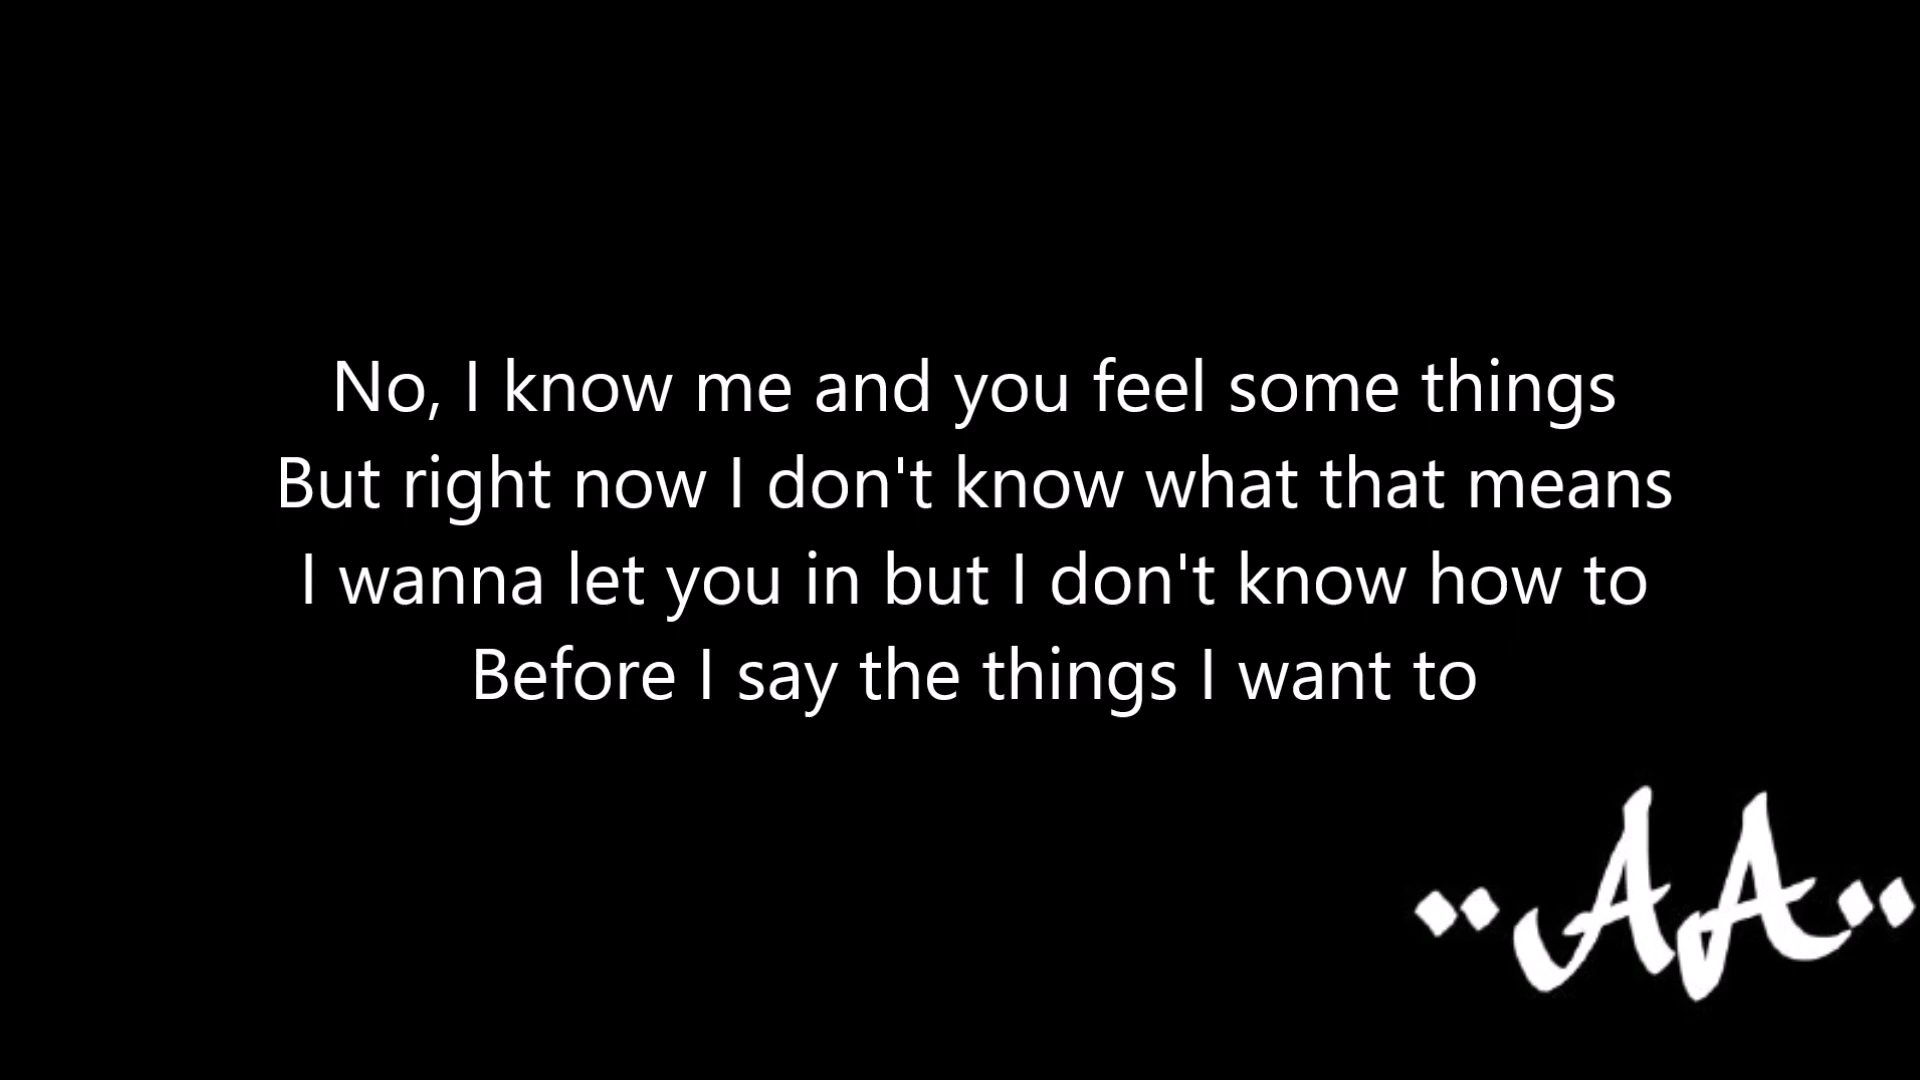 No, I know me and you feel some things
But right now I don't know what that means
I wanna let you in but I don't know how to
Before I say the things I want to
AA